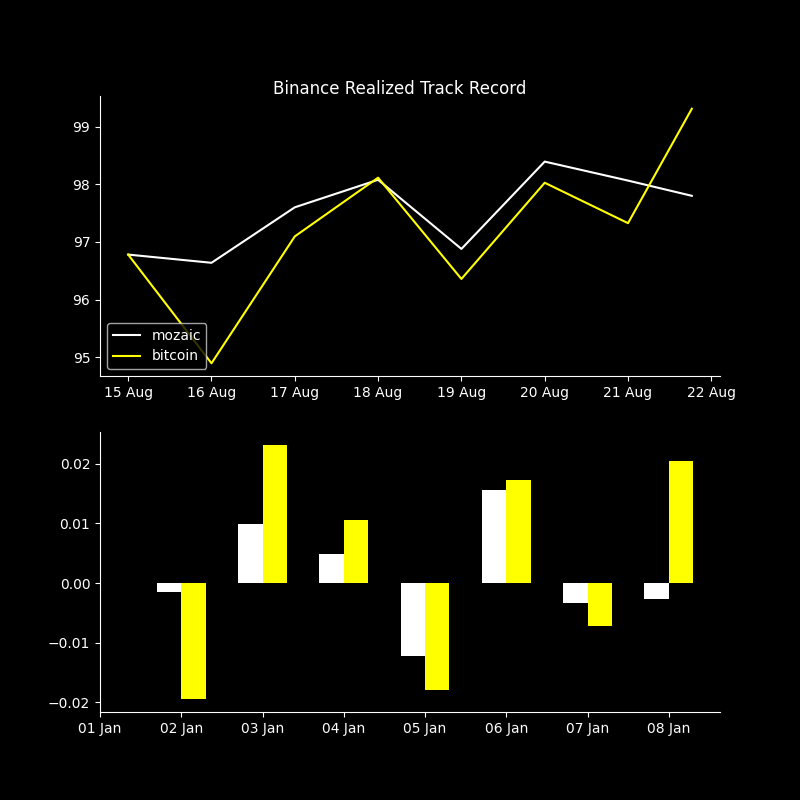 Binance Realized Track Record
99
98
97
96
95
mozaic
bitcoin
15 Aug 16 Aug 17 Aug 18 Aug 19 Aug 20 Aug 21 Aug 22 Aug
0.02
0.01
0.00
−0.01
−0.02
01 Jan 02 Jan 03 Jan 04 Jan 05 Jan 06 Jan 07 Jan 08 Jan